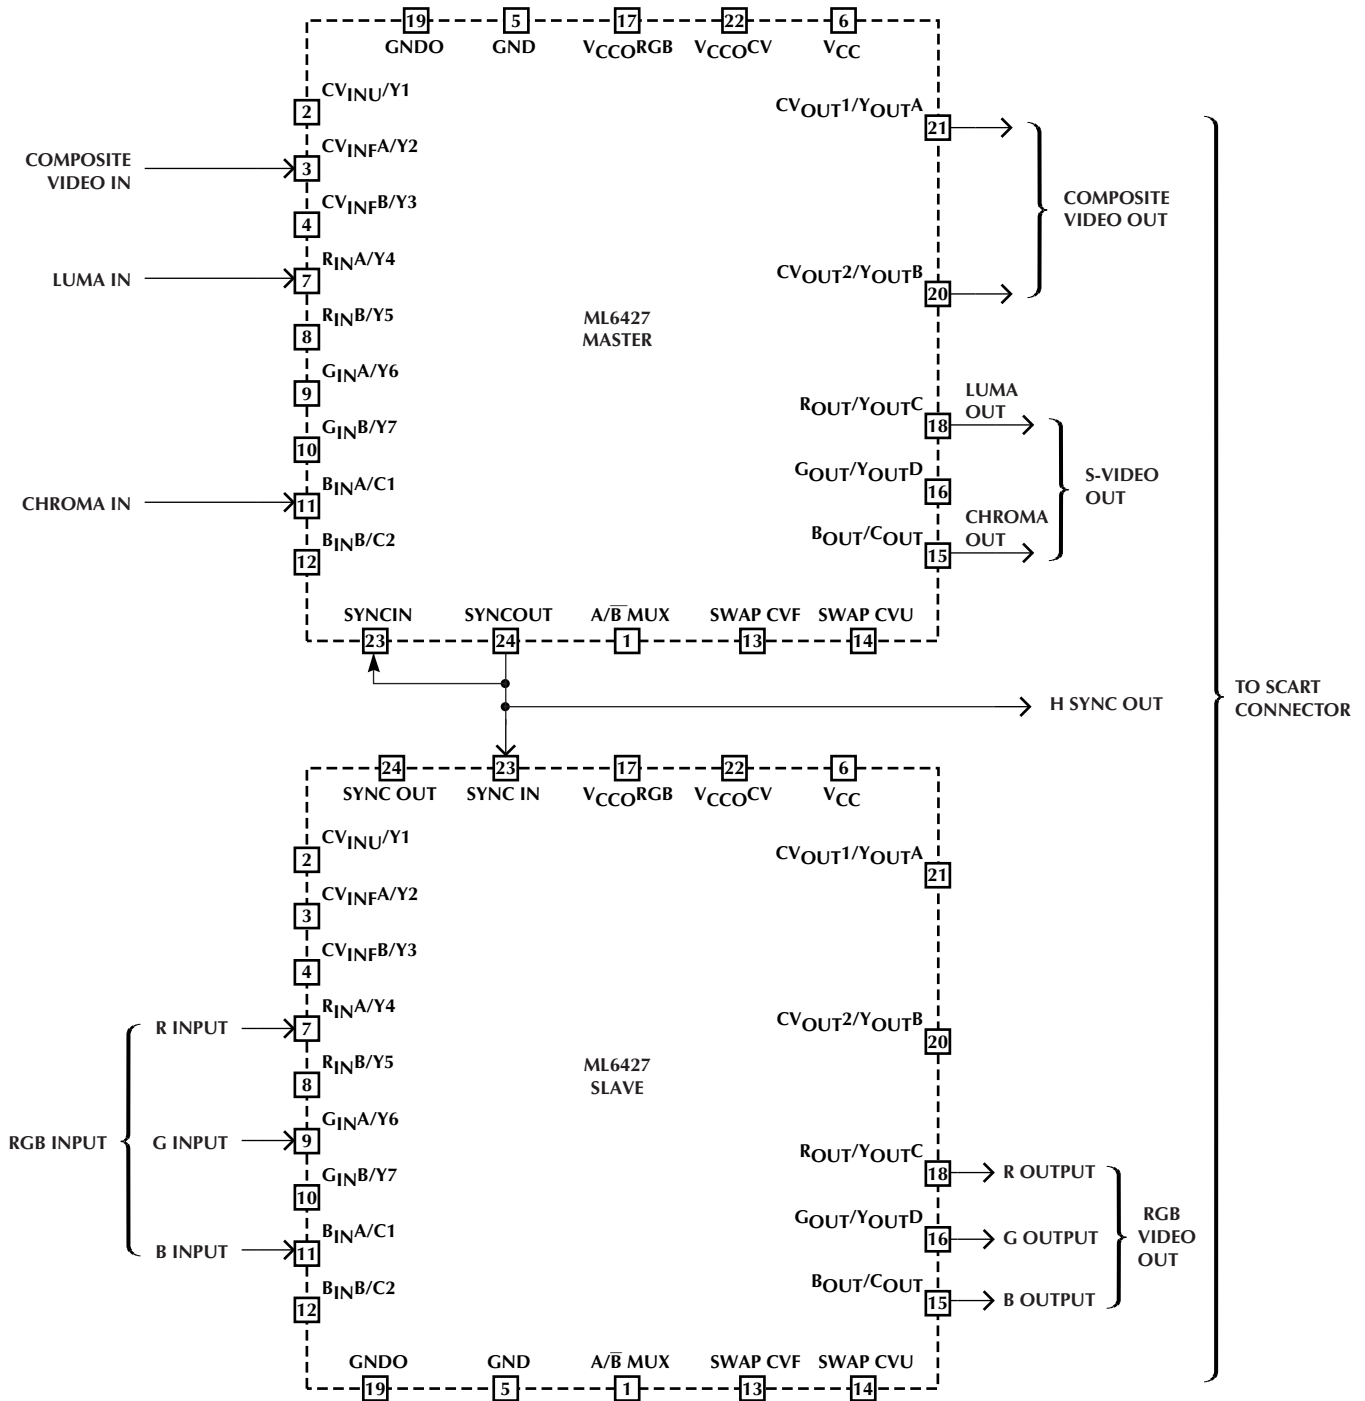 19 5 17 22 6
GNDO GND VCCORGB VCCOCV VCC
CVINU/Y1
2
CVOUT1/YOUTA
21
COMPOSITE
VIDEO IN
CVINFA/Y2
3
CVINFB/Y3
4
COMPOSITE
VIDEO OUT
LUMA IN
RINA/Y4
7
CVOUT2/YOUTB
20
RINB/Y5
8
ML6427
MASTER
GINA/Y6
9
ROUT/YOUTC
18
LUMA
OUT
GINB/Y7
10
GOUT/YOUTD
16
S-VIDEO
OUT
CHROMA IN
BINA/C1
11
BOUT/COUT
15
CHROMA
OUT
BINB/C2
12
SYNCIN SYNCOUT A/B̅ MUX SWAP CVF SWAP CVU
23 24 1 13 14
H SYNC OUT
TO SCART
CONNECTOR
24 23 17 22 6
SYNC OUT SYNC IN VCCORGB VCCOCV VCC
CVINU/Y1
2
CVOUT1/YOUTA
21
CVINFA/Y2
3
CVINFB/Y3
4
RGB INPUT
R INPUT
RINA/Y4
7
CVOUT2/YOUTB
20
RINB/Y5
8
ML6427
SLAVE
G INPUT
GINA/Y6
9
ROUT/YOUTC
18
R OUTPUT
GINB/Y7
10
GOUT/YOUTD
16
G OUTPUT
RGB
VIDEO
OUT
B INPUT
BINA/C1
11
BOUT/COUT
15
B OUTPUT
BINB/C2
12
GNDO GND A/B̅ MUX SWAP CVF SWAP CVU
19 5 1 13 14